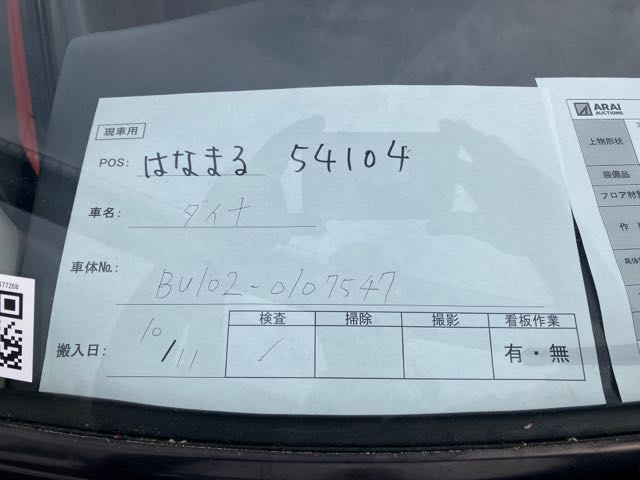 現車用
POS: はなまる 54104
車名: ダイナ
車体No.: BU102-0107547
搬入日: 10/11
検査 掃除 撮影 看板作業
有・無
ARAI
AUCTIONS
上物形状
装備品
フロア材質
77268